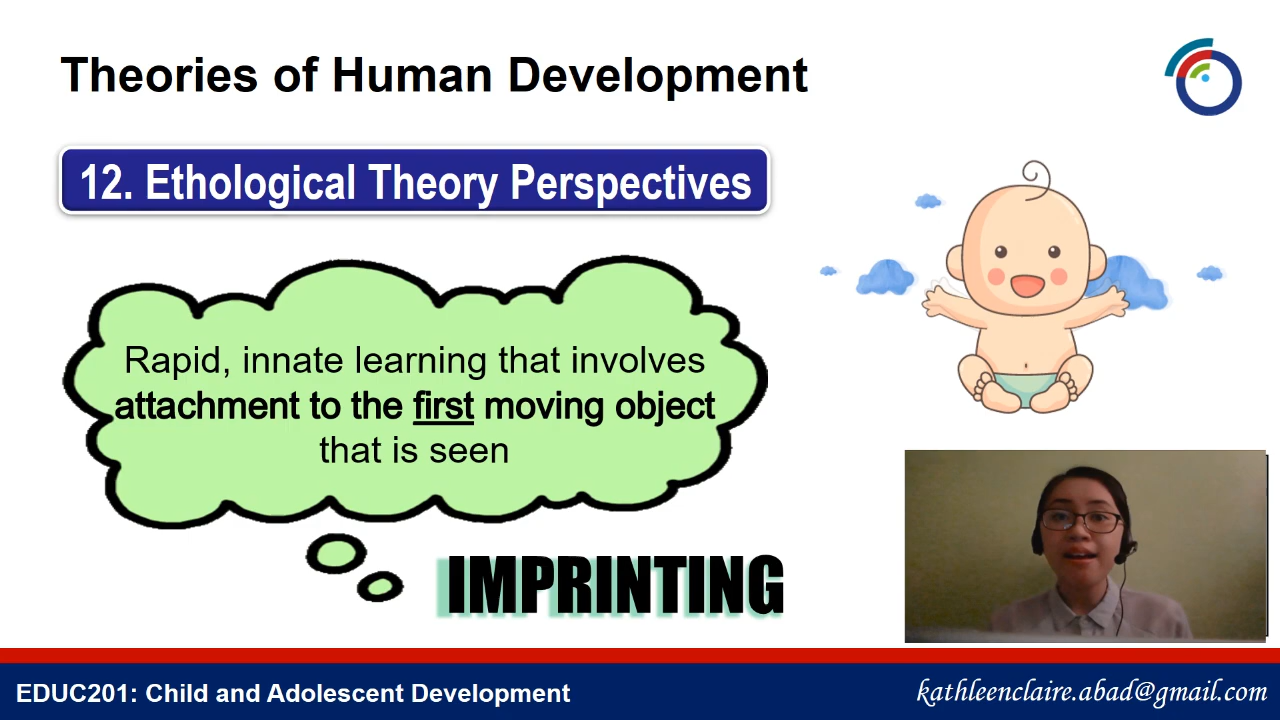 Theories of Human Development
12. Ethological Theory Perspectives
Rapid, innate learning that involves
attachment to the first moving object
that is seen
IMPRINTING
EDUC201: Child and Adolescent Development
kathleenclaire.abad@gmail.com